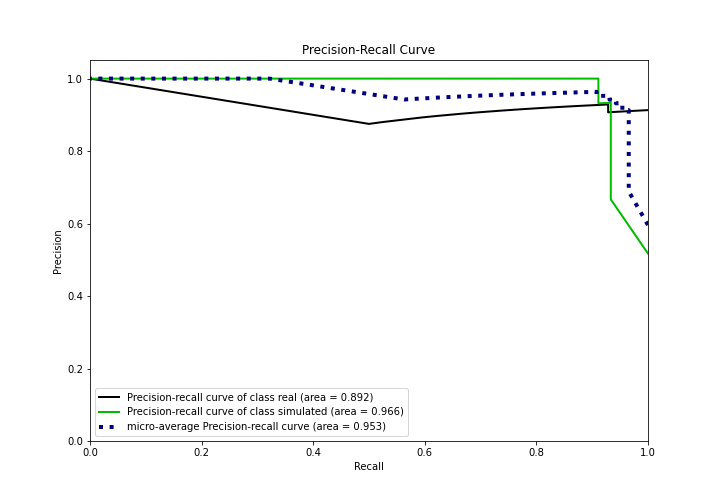 Precision-Recall Curve
1.0
0.8
0.6
0.4
0.2
0.0
Precision
Precision-recall curve of class real (area = 0.892)
Precision-recall curve of class simulated (area = 0.966)
micro-average Precision-recall curve (area = 0.953)
0.0 0.2 0.4 0.6 0.8 1.0
Recall